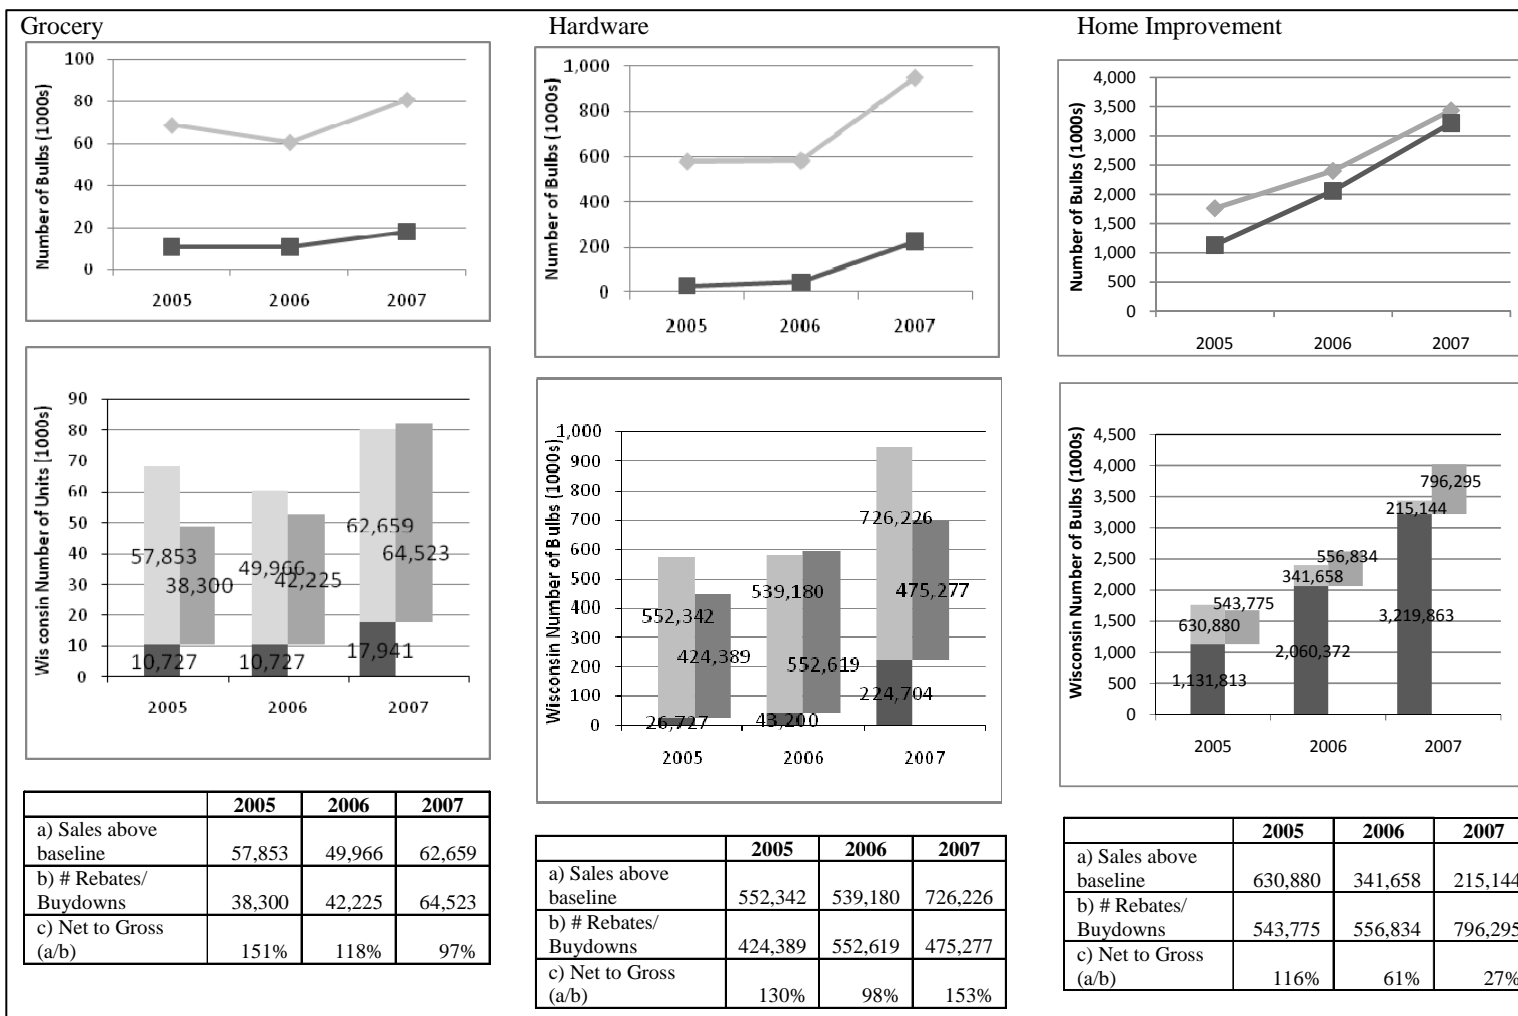 Grocery
Number of Bulbs (1000s)
100
80
60
40
20
0
2005 2006 2007
Wisconsin Number of Units (1000s)
90
80
70
60
50
40
30
20
10
0
57,853
38,300
10,727
49,966
42,225
10,727
62,659
64,523
17,941
2005 2006 2007
2005 2006 2007
a) Sales above
baseline 57,853 49,966 62,659
b) # Rebates/
Buydowns 38,300 42,225 64,523
c) Net to Gross
(a/b) 151% 118% 97%
Hardware
Number of Bulbs (1000s)
1,000
800
600
400
200
0
2005 2006 2007
Wisconsin Number of Bulbs (1000s)
1,000
900
800
700
600
500
400
300
200
100
0
552,342
424,389
26,727
539,180
552,619
43,200
726,226
475,277
224,704
2005 2006 2007
2005 2006 2007
a) Sales above
baseline 552,342 539,180 726,226
b) # Rebates/
Buydowns 424,389 552,619 475,277
c) Net to Gross
(a/b) 130% 98% 153%
Home Improvement
Number of Bulbs (1000s)
4,000
3,500
3,000
2,500
2,000
1,500
1,000
500
0
2005 2006 2007
Wisconsin Number of Bulbs (1000s)
4,500
4,000
3,500
3,000
2,500
2,000
1,500
1,000
500
0
543,775
630,880
1,131,813
556,834
341,658
2,060,372
796,295
215,144
3,219,863
2005 2006 2007
2005 2006 2007
a) Sales above
baseline 630,880 341,658 215,144
b) # Rebates/
Buydowns 543,775 556,834 796,295
c) Net to Gross
(a/b) 116% 61% 27%